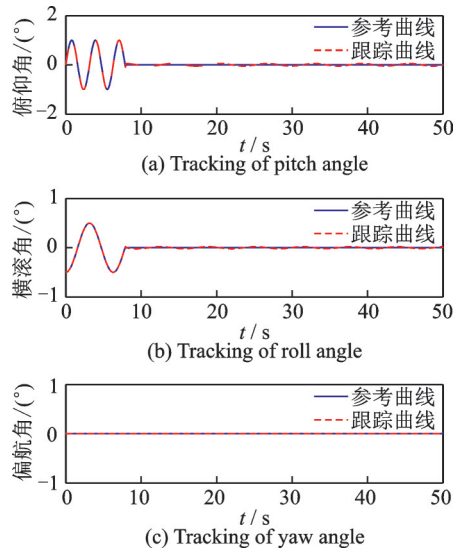 俯仰角/(°)
2
0
-2
参考曲线
跟踪曲线
0 10 20 30 40 50
t / s
(a) Tracking of pitch angle
横滚角/(°)
1
0
-1
参考曲线
跟踪曲线
0 10 20 30 40 50
t / s
(b) Tracking of roll angle
偏航角/(°)
1
0
-1
参考曲线
跟踪曲线
0 10 20 30 40 50
t / s
(c) Tracking of yaw angle